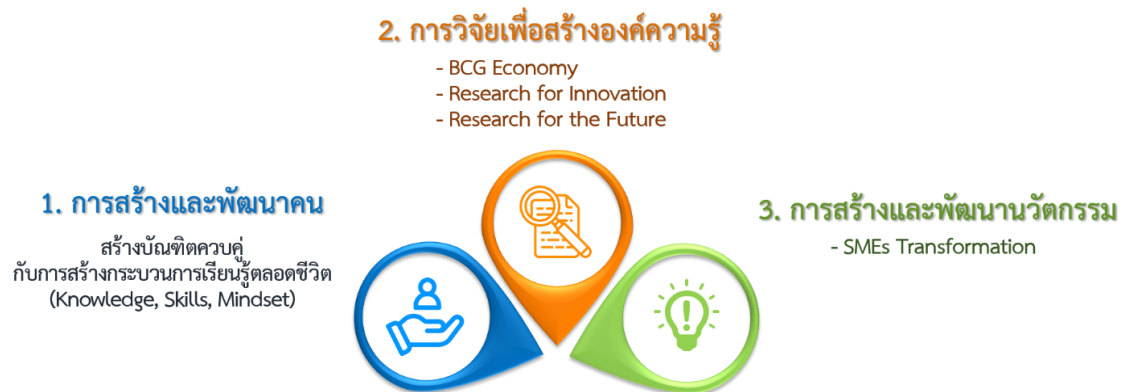 2. การวิจัยเพื่อสร้างองค์ความรู้
- BCG Economy
- Research for Innovation
- Research for the Future
1. การสร้างและพัฒนาคน
สร้างบัณฑิตควบคู่
กับการสร้างกระบวนการเรียนรู้ตลอดชีวิต
(Knowledge, Skills, Mindset)
3. การสร้างและพัฒนานวัตกรรม
- SMEs Transformation